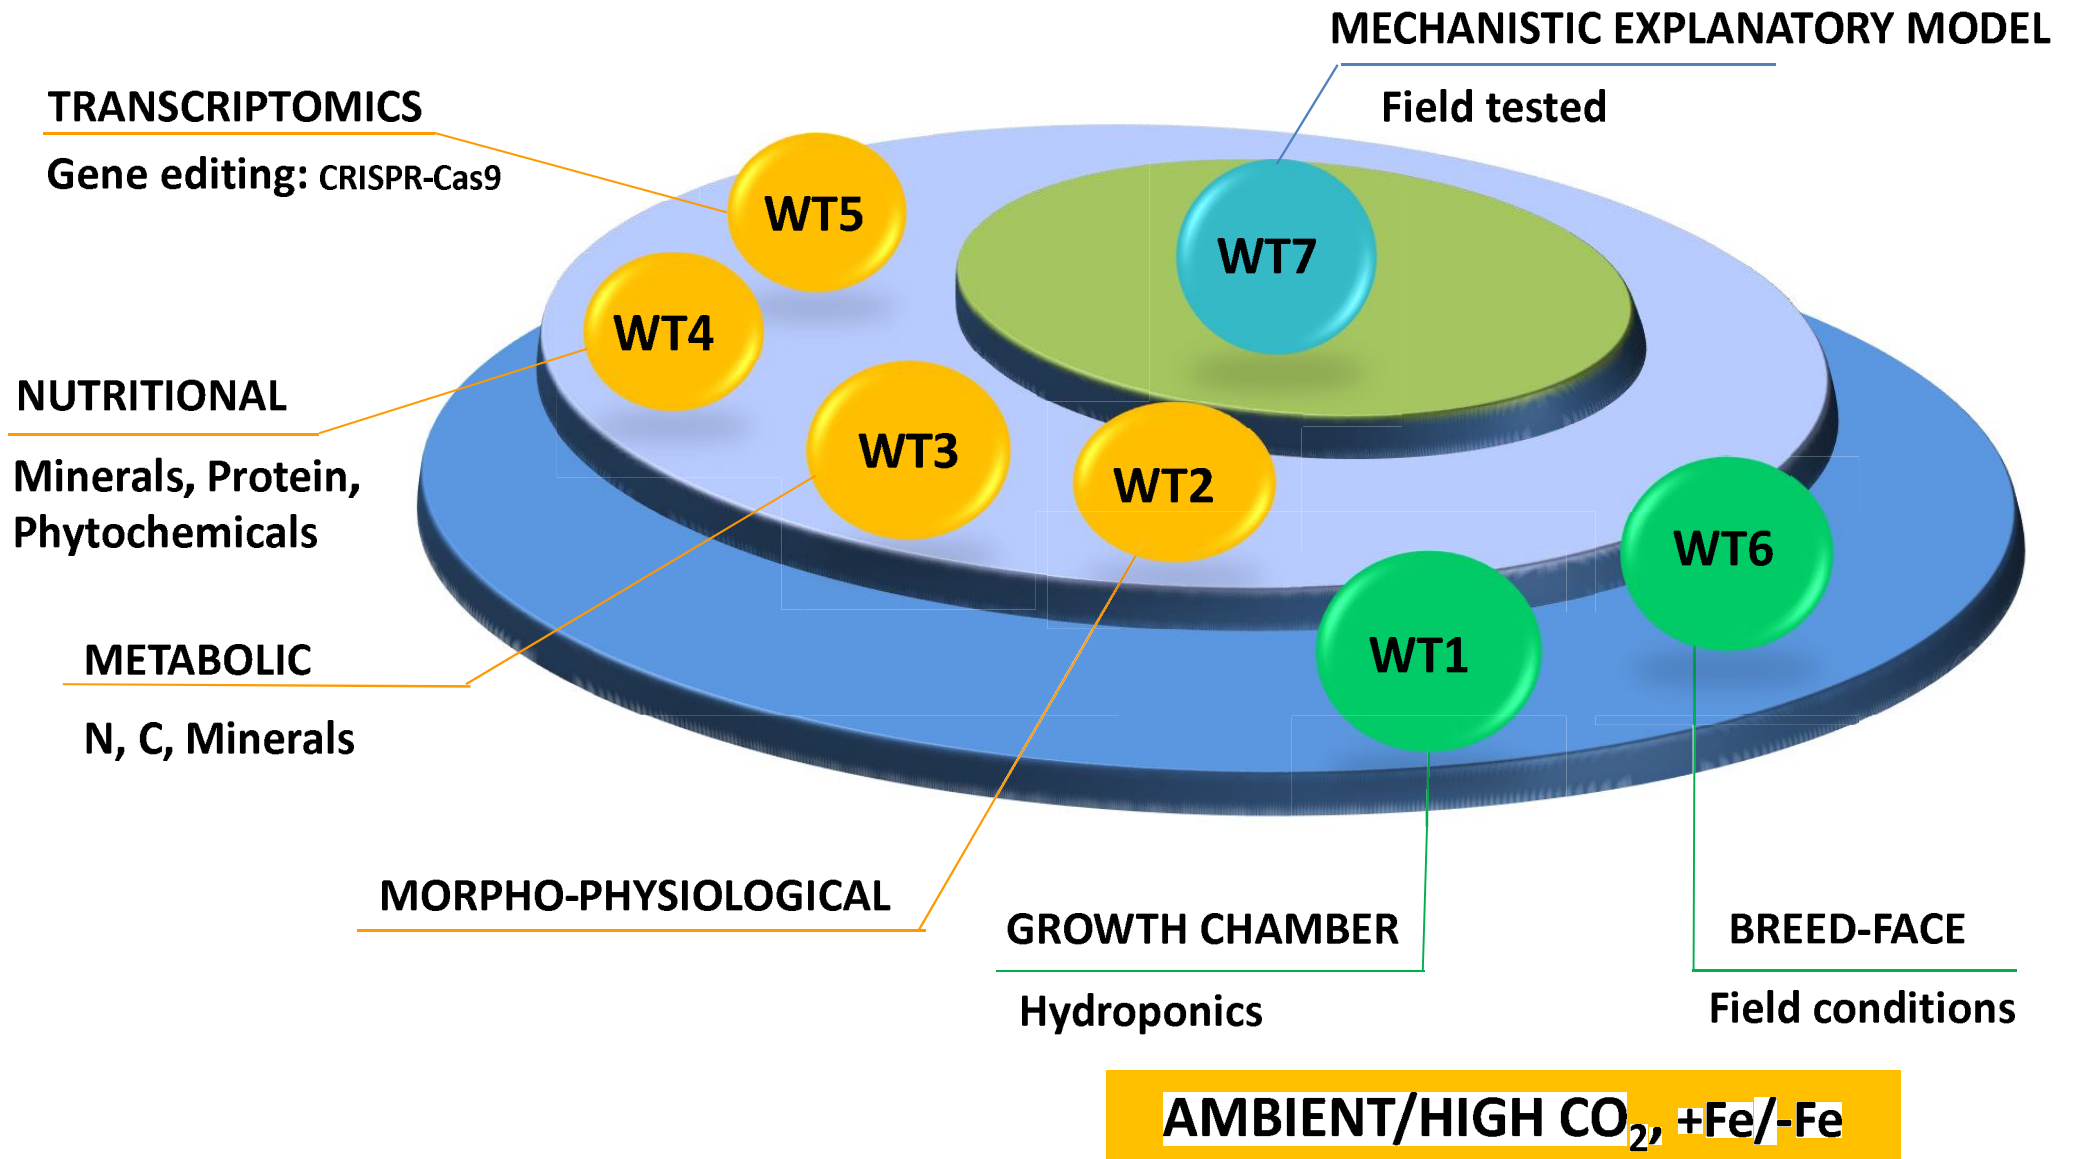 MECHANISTIC EXPLANATORY MODEL
Field tested
TRANSCRIPTOMICS
Gene editing: CRISPR-Cas9
WT5
WT7
WT4
NUTRITIONAL
Minerals, Protein,
Phytochemicals
WT3
WT2
WT6
WT1
METABOLIC
N, C, Minerals
MORPHO-PHYSIOLOGICAL
GROWTH CHAMBER
Hydroponics
BREED-FACE
Field conditions
AMBIENT/HIGH CO₂, +Fe/-Fe